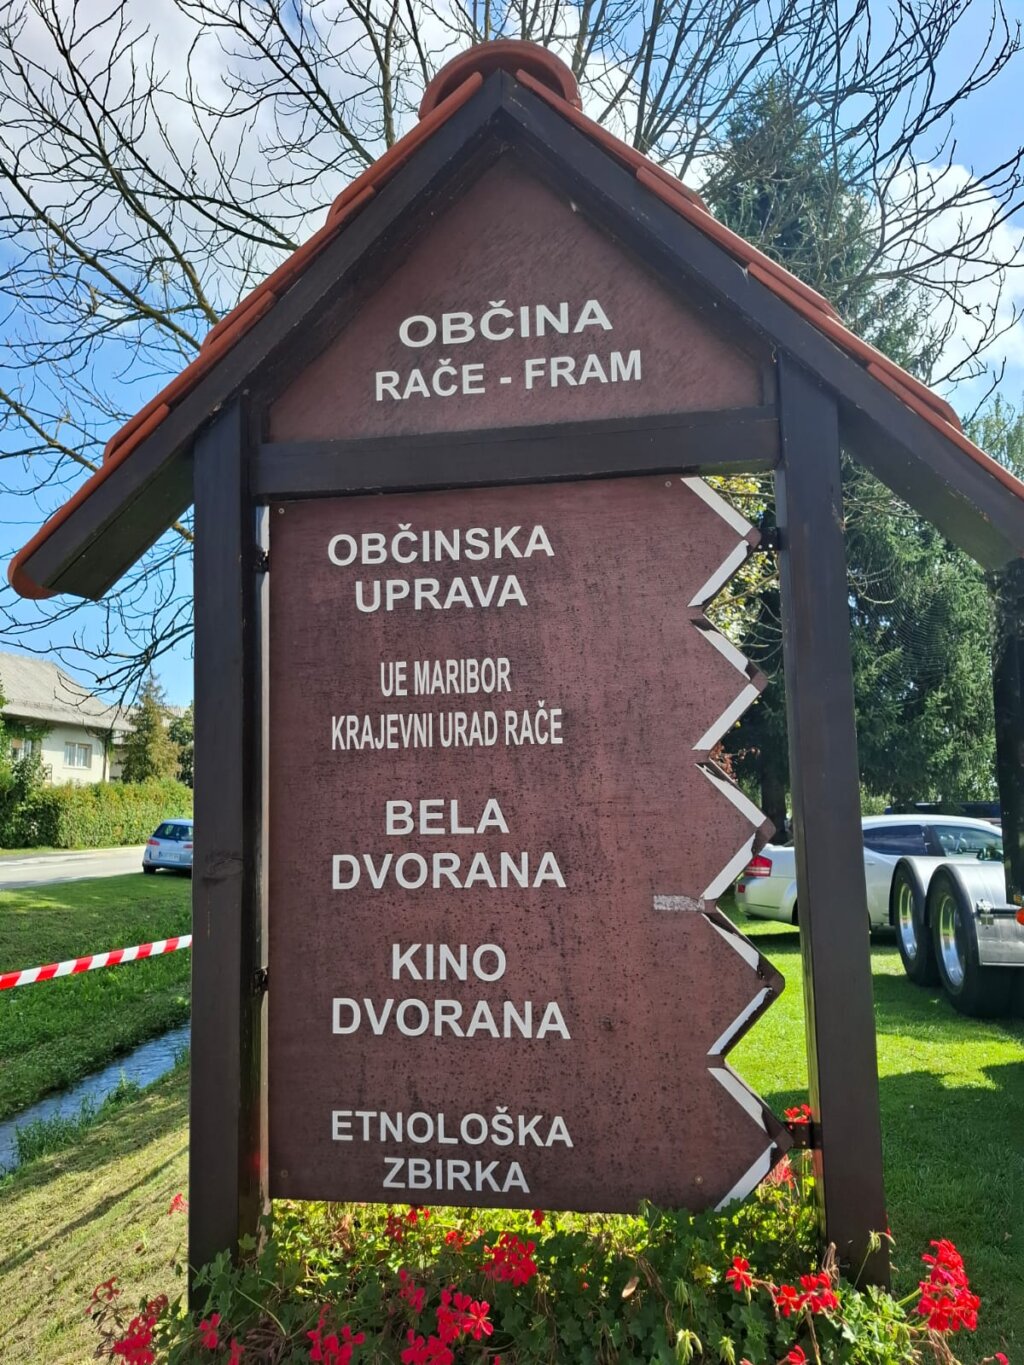 OBČINA
RAČE - FRAM
OBČINSKA
UPRAVA
UE MARIBOR
KRAJEVNI URAD RAČE
BELA
DVORANA
KINO
DVORANA
ETNOLOŠKA
ZBIRKA